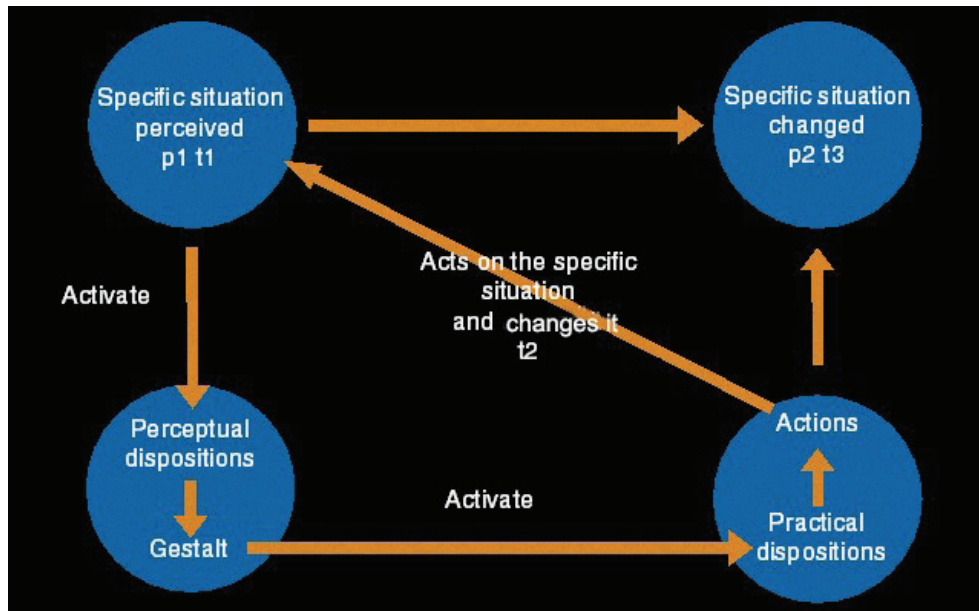 Specific situation
perceived
p1 t1
Specific situation
changed
p2 t3
Acts on the specific
situation
and changes it
t2
Activate
Perceptual
dispositions
Gestalt
Activate
Actions
Practical
dispositions